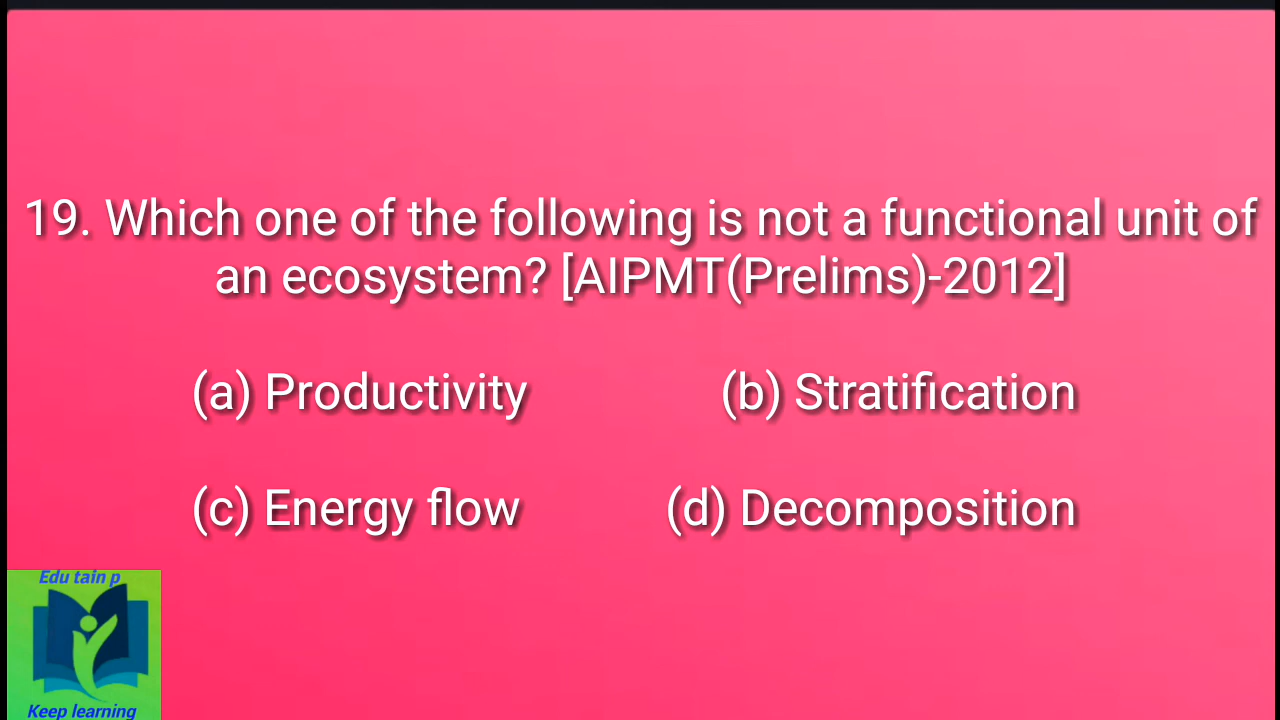 19. Which one of the following is not a functional unit of
an ecosystem? [AIPMT(Prelims)-2012]
(a) Productivity (b) Stratification
(c) Energy flow (d) Decomposition
Edu tain p
Keep learning